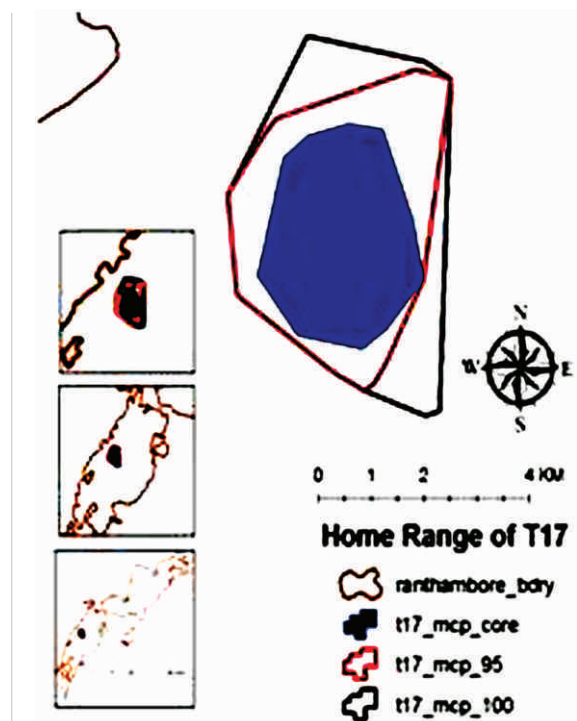 N
W E
S
0 1 2 4 KM
Home Range of T17
ranthambore_bdry
t17_mcp_core
t17_mcp_95
t17_mcp_100